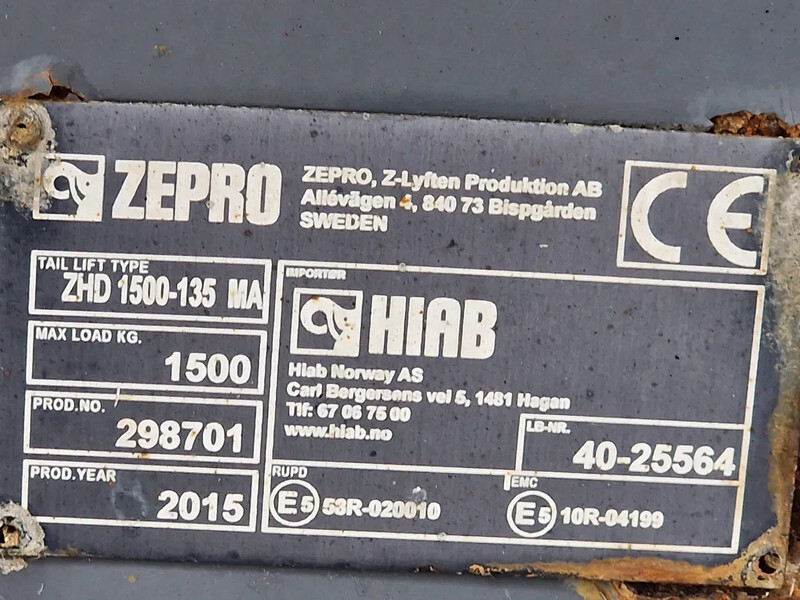 ZEPRO
ZEPRO, Z-Lyften Produktion AB
Allévägen 4, 840 73 Bispgården
SWEDEN
CE
TAIL LIFT TYPE
ZHD 1500-135 MA
MAX LOAD KG.
1500
PROD.NO.
298701
PROD.YEAR
2015
IMPORTØR
HIAB
Hiab Norway AS
Carl Bergersens vei 5, 1481 Hagan
Tlf: 67 06 75 00
www.hiab.no
LB-NR.
40-25564
RUPD
E5 53R-020010
EMC
E5 10R-04199